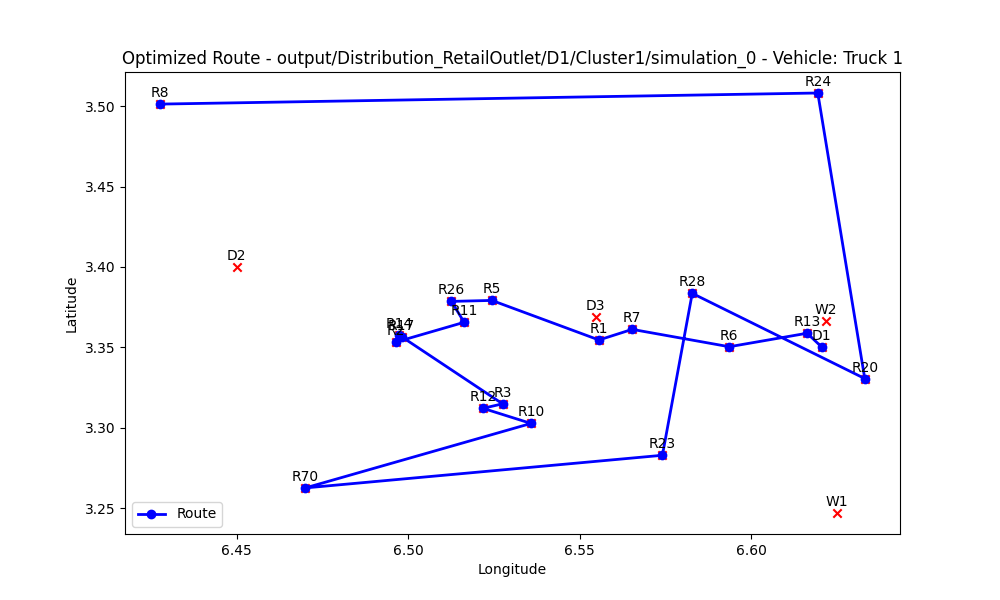 Optimized Route - output/Distribution_RetailOutlet/D1/Cluster1/simulation_0 - Vehicle: Truck 1
R8
R24
3.50
3.45
3.40
3.35
3.30
3.25
Latitude
D2
R26
R5
R11
R28
D3
R1
R7
R6
R13
W2
D1
R20
R12
R3
R10
R23
R70
W1
Route
6.45
6.50
6.55
6.60
Longitude